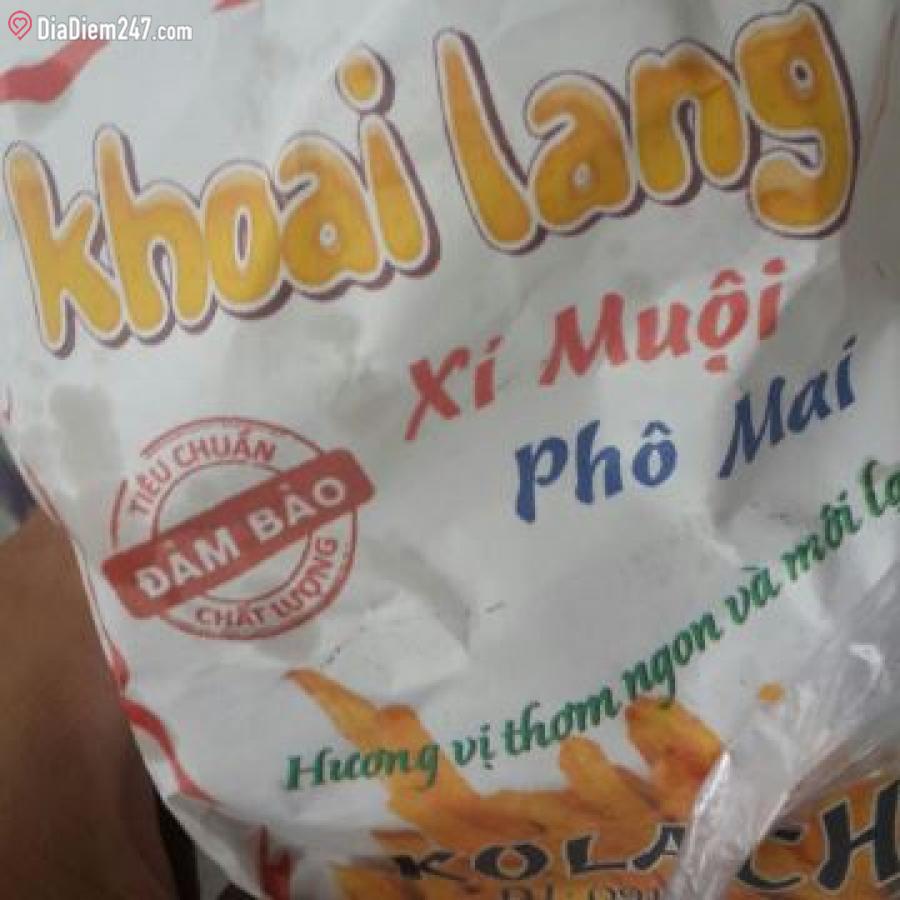 DiaDiem247.com
khoai lang
Xí Muội
Phô Mai
TIÊU CHUẨN
ĐẢM BẢO
CHẤT LƯỢNG
Hương vị thơm ngon và mới
KOLA